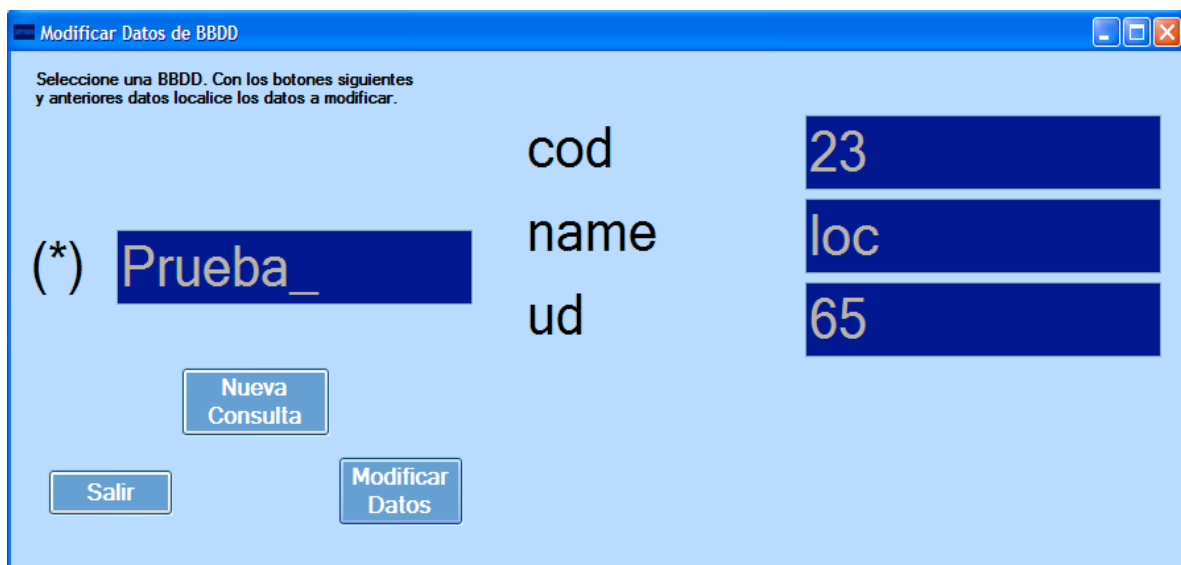 Modificar Datos de BBDD
Seleccione una BBDD. Con los botones siguientes
y anteriores datos localice los datos a modificar.
cod
23
name
loc
(*)
Prueba_
ud
65
Nueva
Consulta
Salir
Modificar
Datos